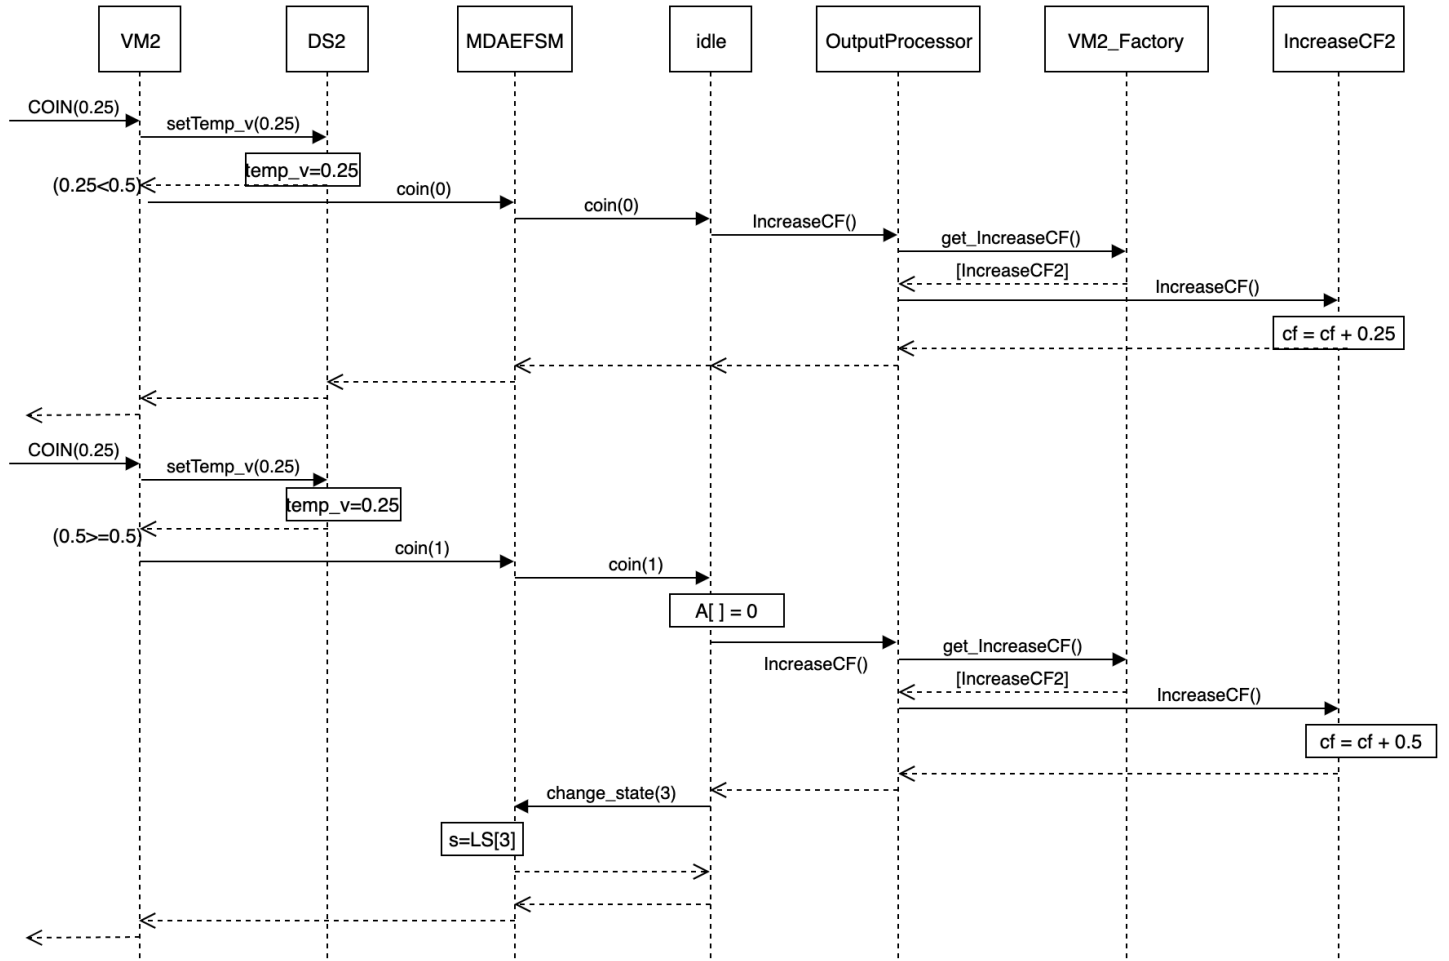 VM2
DS2
MDAEFSM
idle
OutputProcessor
VM2_Factory
IncreaseCF2
COIN(0.25)
setTemp_v(0.25)
temp_v=0.25
(0.25<0.5)
coin(0)
coin(0)
IncreaseCF()
get_IncreaseCF()
[IncreaseCF2]
IncreaseCF()
cf = cf + 0.25
COIN(0.25)
setTemp_v(0.25)
temp_v=0.25
(0.5>=0.5)
coin(1)
coin(1)
A[ ] = 0
IncreaseCF()
get_IncreaseCF()
[IncreaseCF2]
IncreaseCF()
cf = cf + 0.5
change_state(3)
s=LS[3]